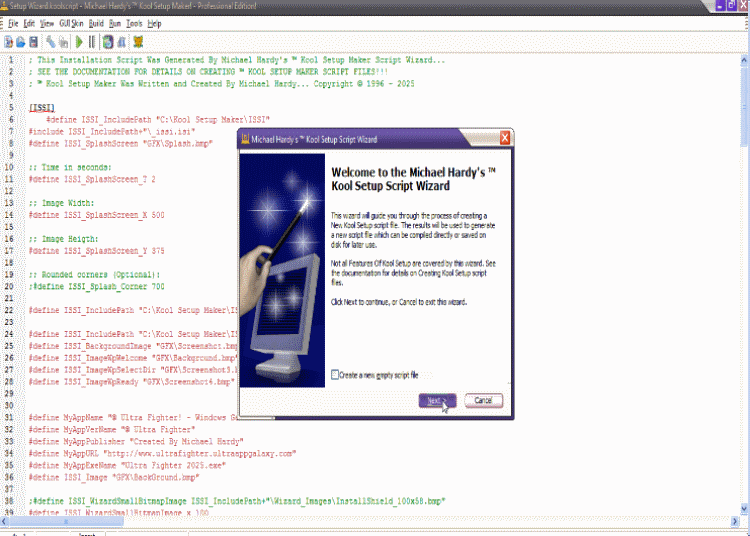 Setup Wizard.koolscript - Michael Hardy's ™ Kool Setup Maker! - Professional Edition!
File Edit View GUI Skin Build Run Tools Help
1 ; This Installation Script Was Generated By Michael Hardy's ™ Kool Setup Maker Script Wizard...
2 ; SEE THE DOCUMENTATION FOR DETAILS ON CREATING ™ KOOL SETUP MAKER SCRIPT FILES!!!
3 ; ™ Kool Setup Maker Was Written and Created By Michael Hardy... Copyright © 1996 - 2025
4
5 [ISSI]
6 #define ISSI_IncludePath "C:\Kool Setup Maker\ISSI"
7 #include ISSI_IncludePath+"\_issi.isi"
8 #define ISSI_SplashScreen "GFX\Splash.bmp"
9
10 ;; Time in seconds:
11 #define ISSI_SplashScreen_T 2
12
13 ;; Image Width:
14 #define ISSI_SplashScreen_X 500
15
16 ;; Image Heigth:
17 #define ISSI_SplashScreen_Y 375
18
19 ;; Rounded corners (Optional):
20 ;#define ISSI_Splash_Corner 700
21
22 #define ISSI_IncludePath "C:\Kool Setup Maker\IS
23
24 #define ISSI_IncludePath "C:\Kool Setup Maker\IS
25 #define ISSI_BackgroundImage "GFX\Screenshot.bmp
26 #define ISSI_ImageWpWelcome "GFX\Background.bmp"
27 #define ISSI_ImageWpSelectDir "GFX\Screenshot3.b
28 #define ISSI_ImageWpReady "GFX\Screenshot4.bmp"
29
30
31 #define MyAppName "® Ultra Fighter! - Windows G
32 #define MyAppVerName "® Ultra Fighter"
33 #define MyAppPublisher "Created By Michael Hardy"
34 #define MyAppURL "http://www.ultrafighter.ultraappgalaxy.com"
35 #define MyAppExeName "Ultra Fighter 2025.exe"
36 #define ISSI_Image "GFX\BackGround.bmp"
37
38 ;#define ISSI_WizardSmallBitmapImage ISSI_IncludePath+"\Wizard_Images\InstallShield_100x58.bmp"
39 #define ISSI_WizardSmallBitmapImage_x 100
Michael Hardy's ™ Kool Setup Script Wizard
Welcome to the Michael Hardy's ™
Kool Setup Script Wizard
This wizard will guide you through the process of creating a
New Kool Setup script file. The results will be used to generate
a new script file which can be compiled directly or saved on
disk for later use.
Not all Features Of Kool Setup are covered by this wizard. See
the documentation for details on Creating Kool Setup script
files.
Click Next to continue, or Cancel to exit this wizard.
Create a new empty script file
Next >
Cancel